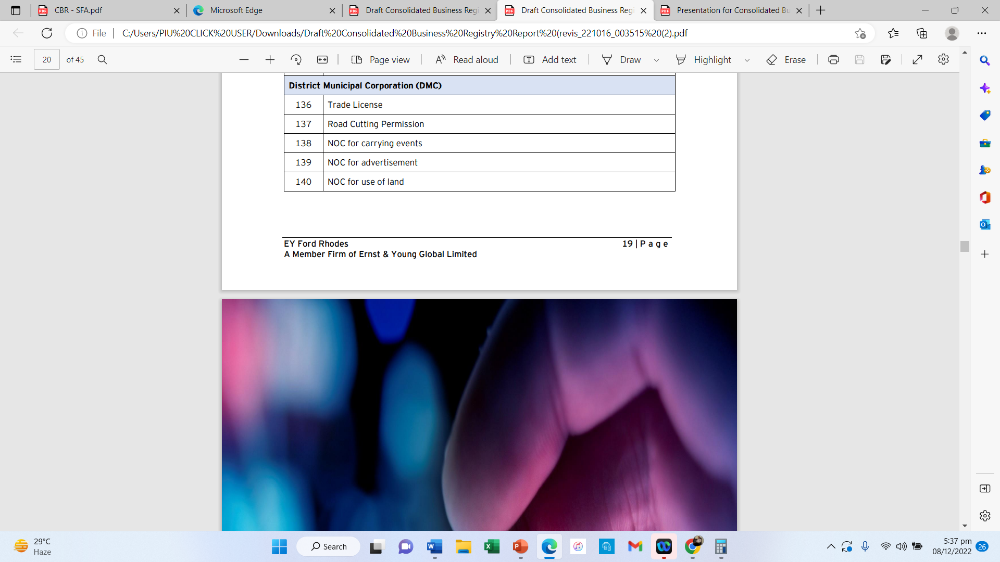 CBR - SFA.pdf
Microsoft Edge
Draft Consolidated Business Regi
Draft Consolidated Business Regi
Presentation for Consolidated Bu
File
C:/Users/PIU%20CLICK%20USER/Downloads/Draft%20Consolidated%20Business%20Registry%20Report%20(revis_221016_003515%20(2).pdf
20 of 45
Page view
Read aloud
Add text
Draw
Highlight
Erase
District Municipal Corporation (DMC)
136 Trade License
137 Road Cutting Permission
138 NOC for carrying events
139 NOC for advertisement
140 NOC for use of land
EY Ford Rhodes 19 | P a g e
A Member Firm of Ernst & Young Global Limited
29°C
Haze
Search
5:37 pm
08/12/2022
26